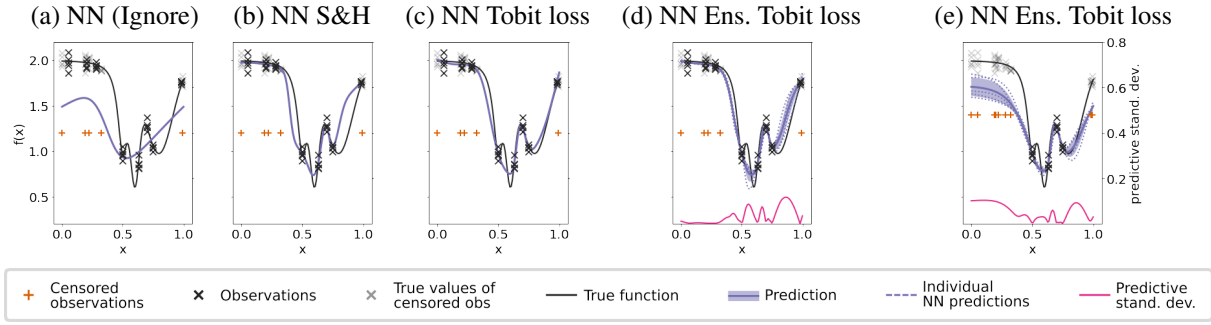 (a) NN (Ignore)
(b) NN S&H
(c) NN Tobit loss
(d) NN Ens. Tobit loss
(e) NN Ens. Tobit loss
f(x)
2.0
1.5
1.0
0.5
0.0 0.5 1.0
x
0.0 0.5 1.0
x
0.0 0.5 1.0
x
0.0 0.5 1.0
x
0.0 0.5 1.0
x
0.8
0.6
0.4
0.2
predictive stand. dev.
Censored
observations
Observations
True values of
censored obs
True function
Prediction
Individual
NN predictions
Predictive
stand. dev.